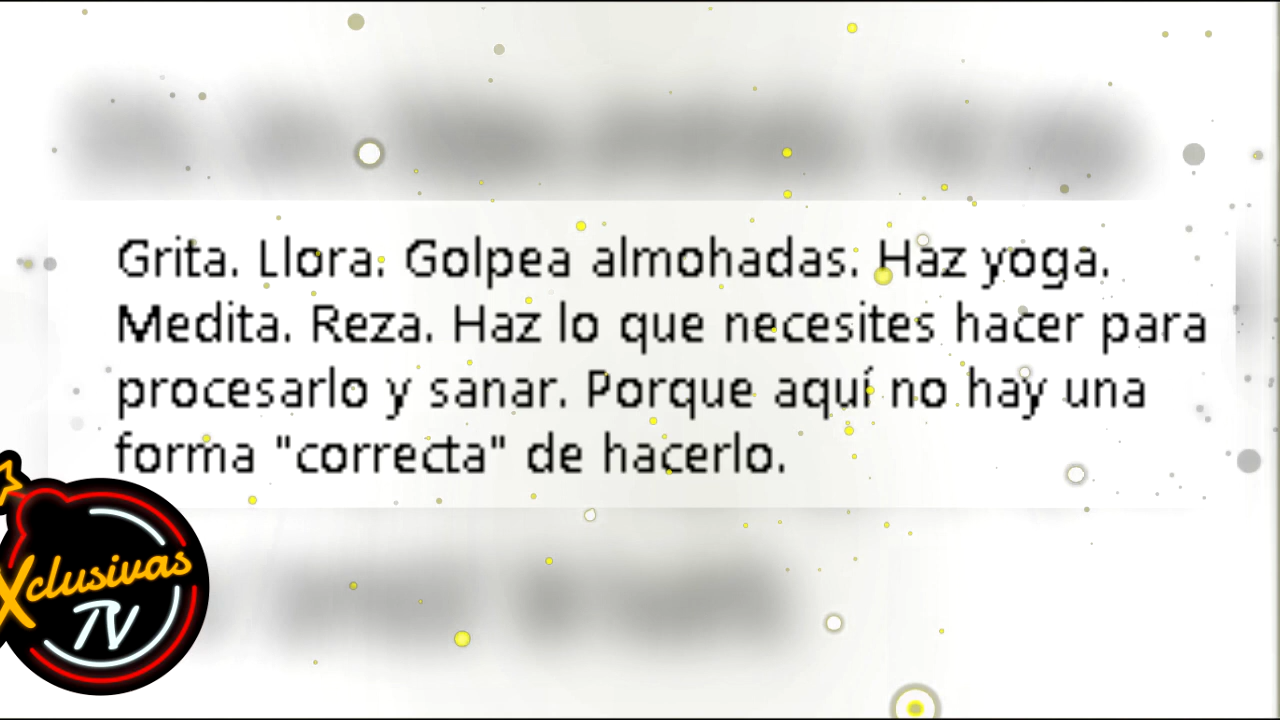 Grita. Llora. Golpea almohadas. Haz yoga.
Medita. Reza. Haz lo que necesites hacer para
procesarlo y sanar. Porque aquí no hay una
forma "correcta" de hacerlo.
Xclusivas
TV